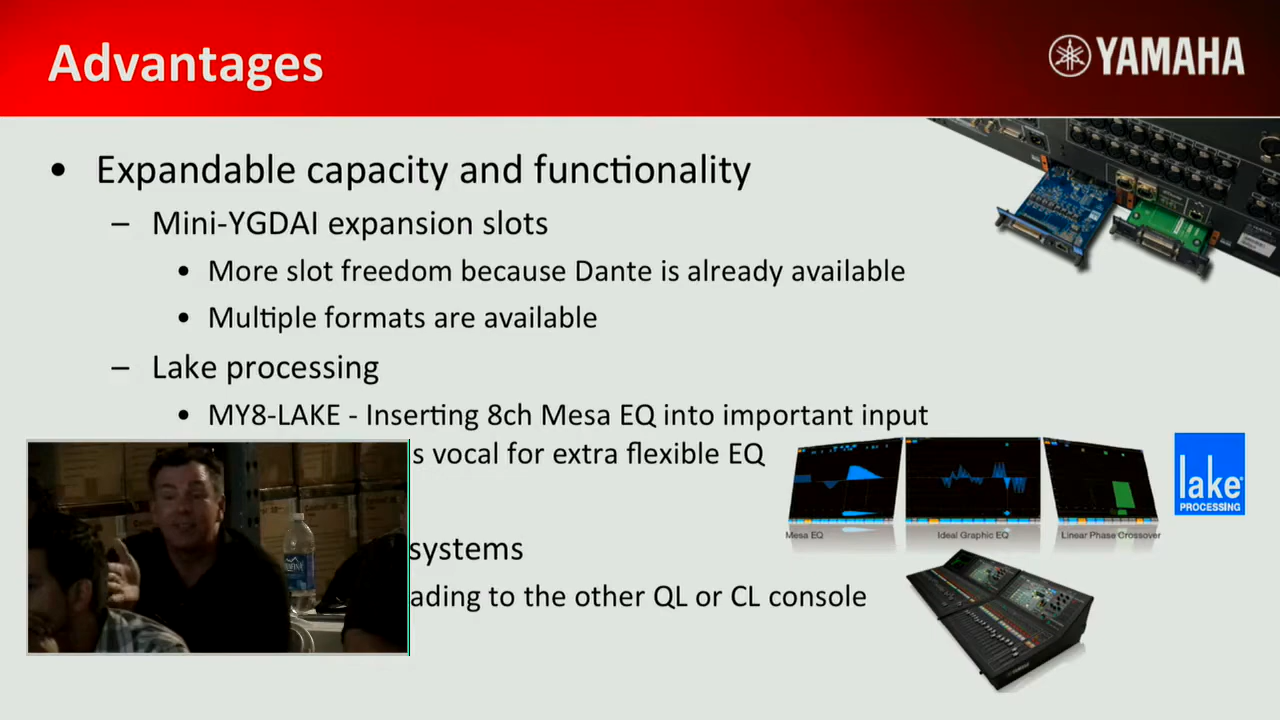 Advantages
YAMAHA
• Expandable capacity and functionality
– Mini-YGDAI expansion slots
• More slot freedom because Dante is already available
• Multiple formats are available
– Lake processing
• MY8-LAKE - Inserting 8ch Mesa EQ into important input
s vocal for extra flexible EQ
lake
PROCESSING
Mesa EQ
Ideal Graphic EQ
Linear Phase Crossover
systems
ading to the other QL or CL console